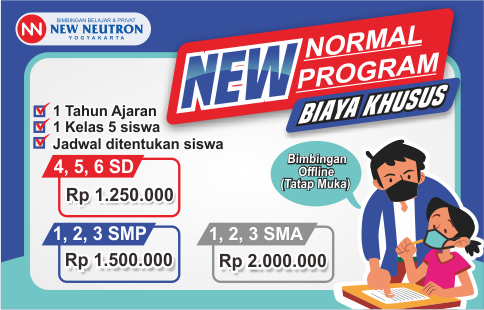 NN
BIMBINGAN BELAJAR & PRIVAT
NEW NEUTRON
YOGYAKARTA
NEW NORMAL
PROGRAM
BIAYA KHUSUS
1 Tahun Ajaran
1 Kelas 5 siswa
Jadwal ditentukan siswa
Bimbingan
Offline
(Tatap Muka)
4, 5, 6 SD
Rp 1.250.000
1, 2, 3 SMP
Rp 1.500.000
1, 2, 3 SMA
Rp 2.000.000